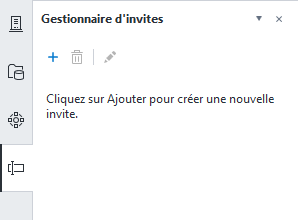 Gestionnaire d'invites
Cliquez sur Ajouter pour créer une nouvelle
invite.